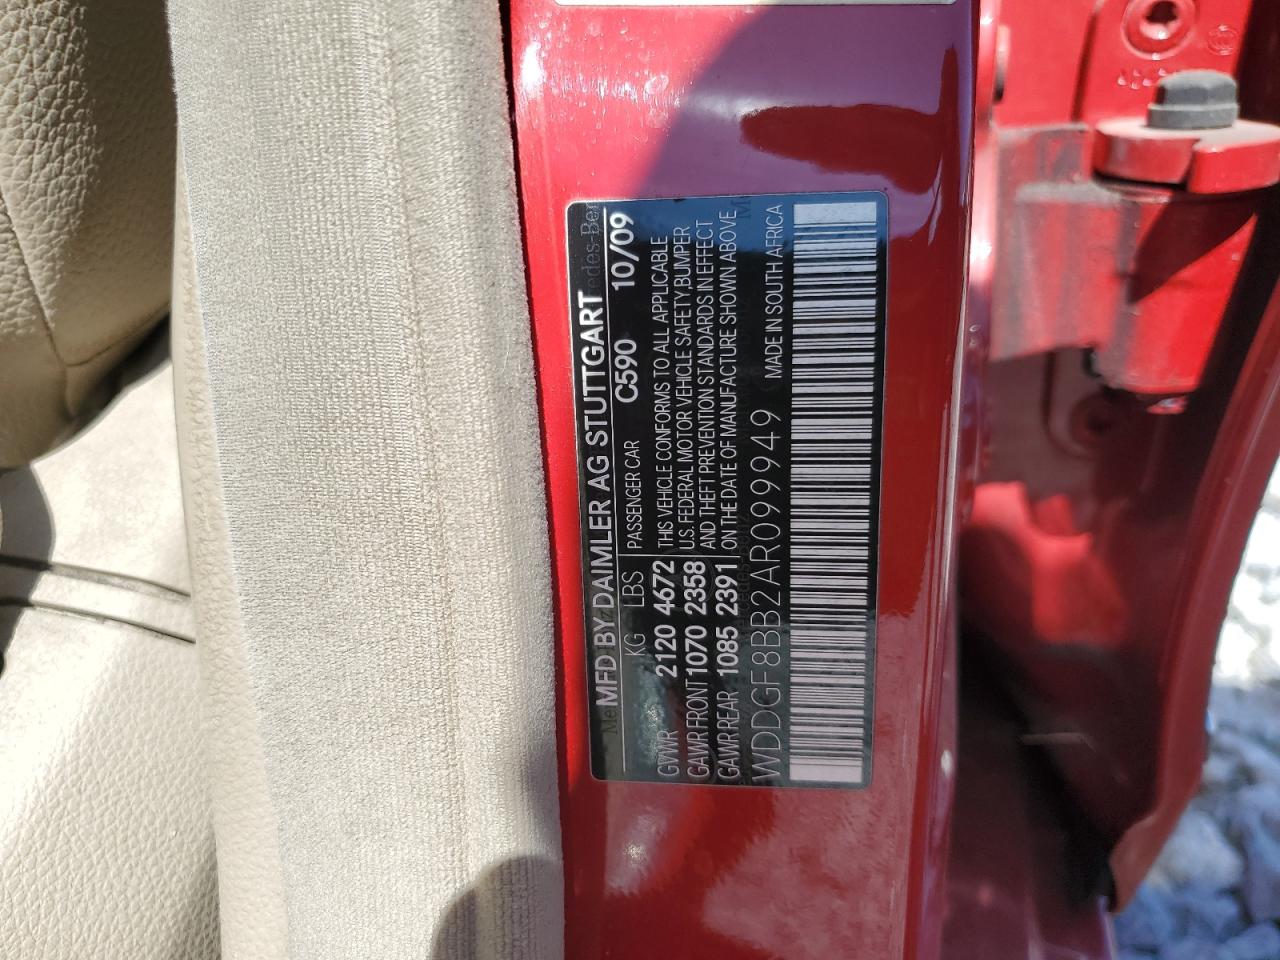 MFD BY DAIMLER AG STUTTGART
KG LBS PASSENGER CAR C590 10/09
GVWR 2120 4672 THIS VEHICLE CONFORMS TO ALL APPLICABLE
GAWR FRONT 1070 2358 U.S. FEDERAL MOTOR VEHICLE SAFETY,BUMPER
GAWR REAR 1085 2391 AND THEFT PREVENTION STANDARDS IN EFFECT
ON THE DATE OF MANUFACTURE SHOWN ABOVE
WDDGF8BB2AR099949 MADE IN SOUTH AFRICA